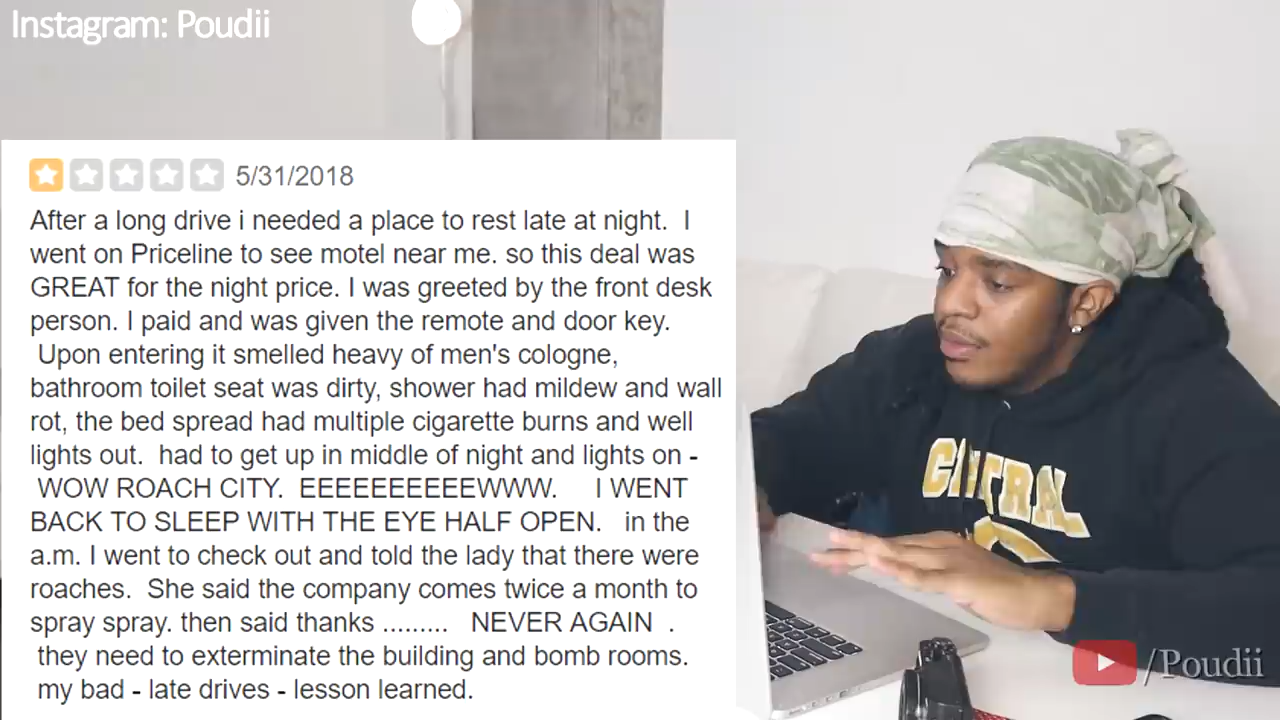 Instagram: Poudii
5/31/2018
After a long drive i needed a place to rest late at night.  I
went on Priceline to see motel near me. so this deal was
GREAT for the night price. I was greeted by the front desk
person. I paid and was given the remote and door key.
Upon entering it smelled heavy of men's cologne,
bathroom toilet seat was dirty, shower had mildew and wall
rot, the bed spread had multiple cigarette burns and well
lights out.  had to get up in middle of night and lights on -
WOW ROACH CITY.  EEEEEEEEEEWWW.     I WENT
BACK TO SLEEP WITH THE EYE HALF OPEN.   in the
a.m. I went to check out and told the lady that there were
roaches.  She said the company comes twice a month to
spray spray. then said thanks .........   NEVER AGAIN  .
they need to exterminate the building and bomb rooms.
my bad - late drives - lesson learned.
CENTRAL
/Poudii